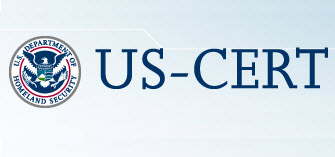 U.S. DEPARTMENT OF
HOMELAND SECURITY
US-CERT